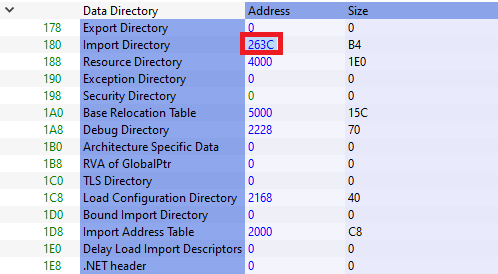 Data Directory Address Size
178 Export Directory 0 0
180 Import Directory 263C B4
188 Resource Directory 4000 1E0
190 Exception Directory 0 0
198 Security Directory 0 0
1A0 Base Relocation Table 5000 15C
1A8 Debug Directory 2228 70
1B0 Architecture Specific Data 0 0
1B8 RVA of GlobalPtr 0 0
1C0 TLS Directory 0 0
1C8 Load Configuration Directory 2168 40
1D0 Bound Import Directory 0 0
1D8 Import Address Table 2000 C8
1E0 Delay Load Import Descriptors 0 0
1E8 .NET header 0 0